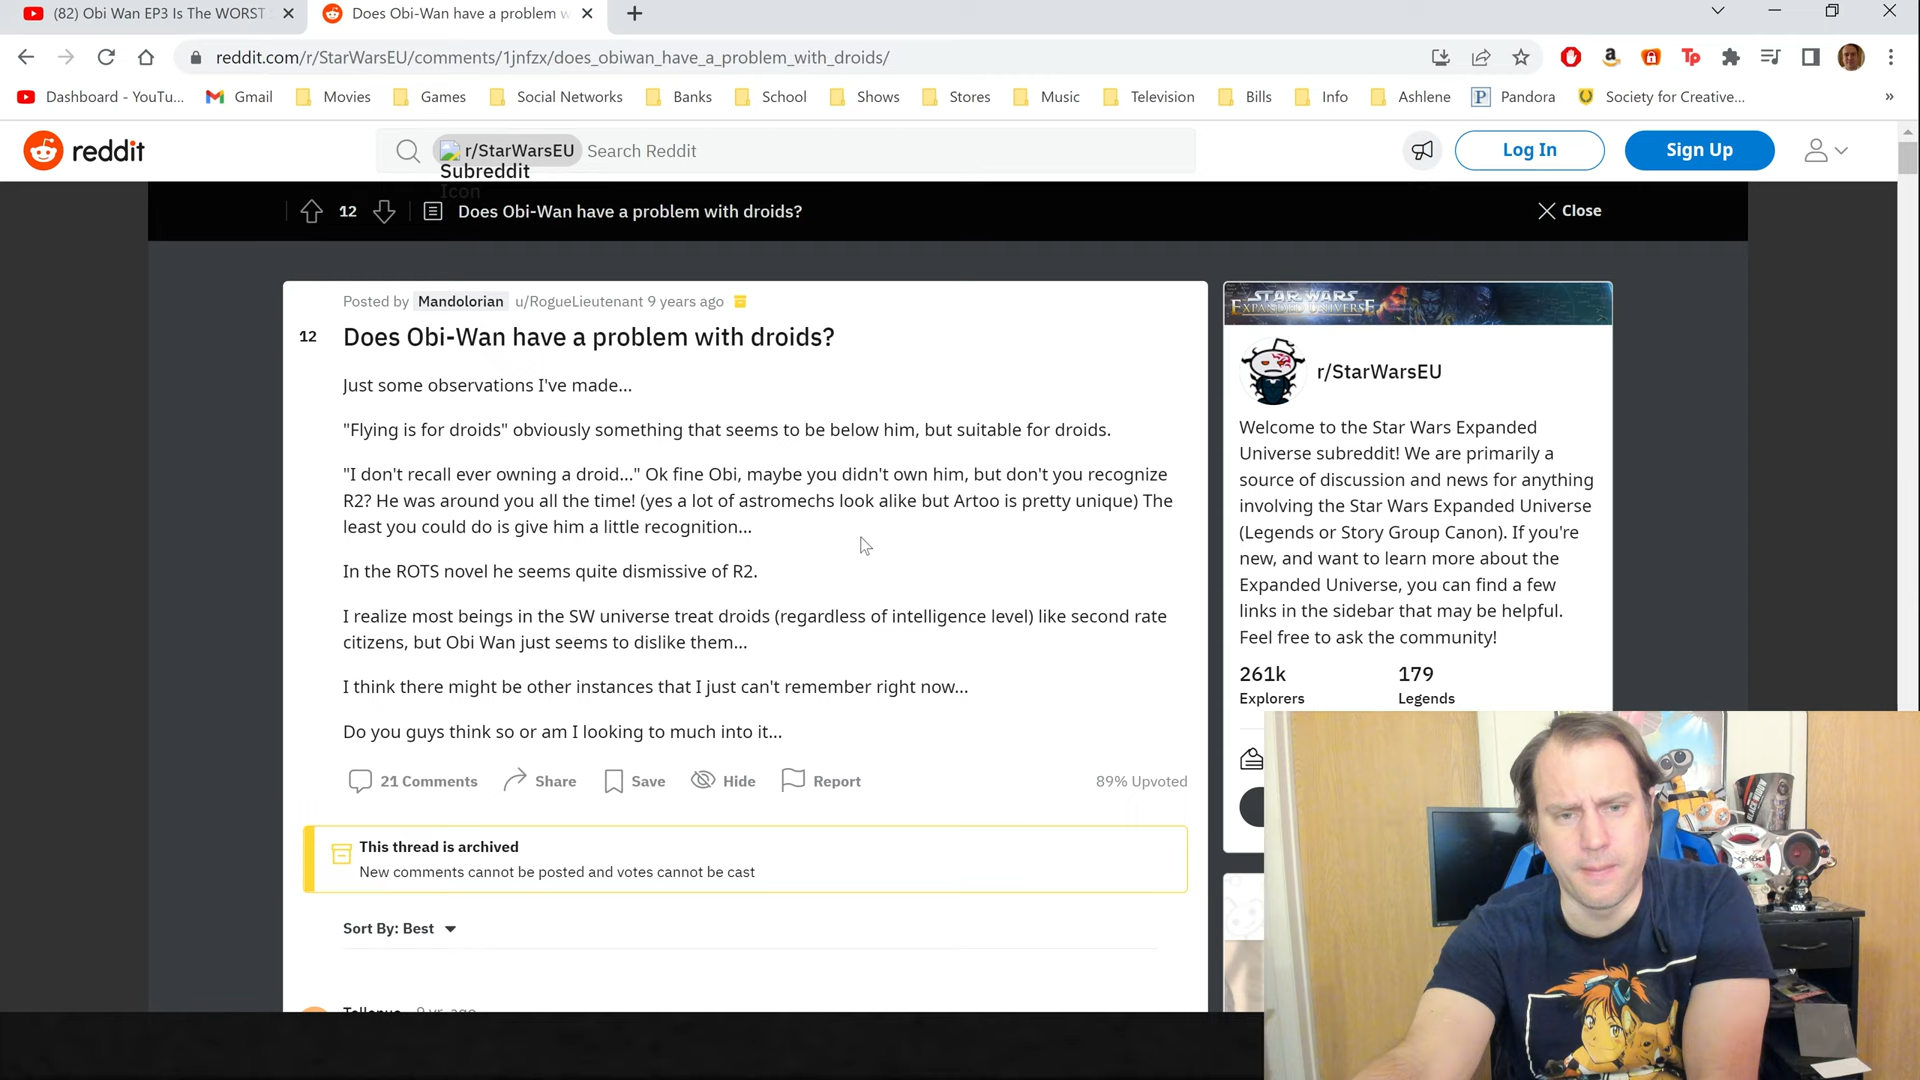 (82) Obi Wan EP3 Is The WORST
Does Obi-Wan have a problem w
reddit.com/r/StarWarsEU/comments/1jnfzx/does_obiwan_have_a_problem_with_droids/
Dashboard - YouTu...
Gmail
Movies
Games
Social Networks
Banks
School
Shows
Stores
Music
Television
Bills
Info
Ashlene
Pandora
Society for Creative...
»
reddit
r/StarWarsEU
Search Reddit
Subreddit
Icon
Log In
Sign Up
12
Does Obi-Wan have a problem with droids?
Close
Posted by Mandolorian u/RogueLieutenant 9 years ago
12
Does Obi-Wan have a problem with droids?
Just some observations I've made...
"Flying is for droids" obviously something that seems to be below him, but suitable for droids.
"I don't recall ever owning a droid..." Ok fine Obi, maybe you didn't own him, but don't you recognize
R2? He was around you all the time! (yes a lot of astromechs look alike but Artoo is pretty unique) The
least you could do is give him a little recognition...
In the ROTS novel he seems quite dismissive of R2.
I realize most beings in the SW universe treat droids (regardless of intelligence level) like second rate
citizens, but Obi Wan just seems to dislike them...
I think there might be other instances that I just can't remember right now...
Do you guys think so or am I looking to much into it...
21 Comments
Share
Save
Hide
Report
89% Upvoted
This thread is archived
New comments cannot be posted and votes cannot be cast
Sort By: Best
STAR WARS
EXPANDED UNIVERSE
r/StarWarsEU
Welcome to the Star Wars Expanded
Universe subreddit! We are primarily a
source of discussion and news for anything
involving the Star Wars Expanded Universe
(Legends or Story Group Canon). If you're
new, and want to learn more about the
Expanded Universe, you can find a few
links in the sidebar that may be helpful.
Feel free to ask the community!
261k
Explorers
179
Legends
BLACK WIDOW